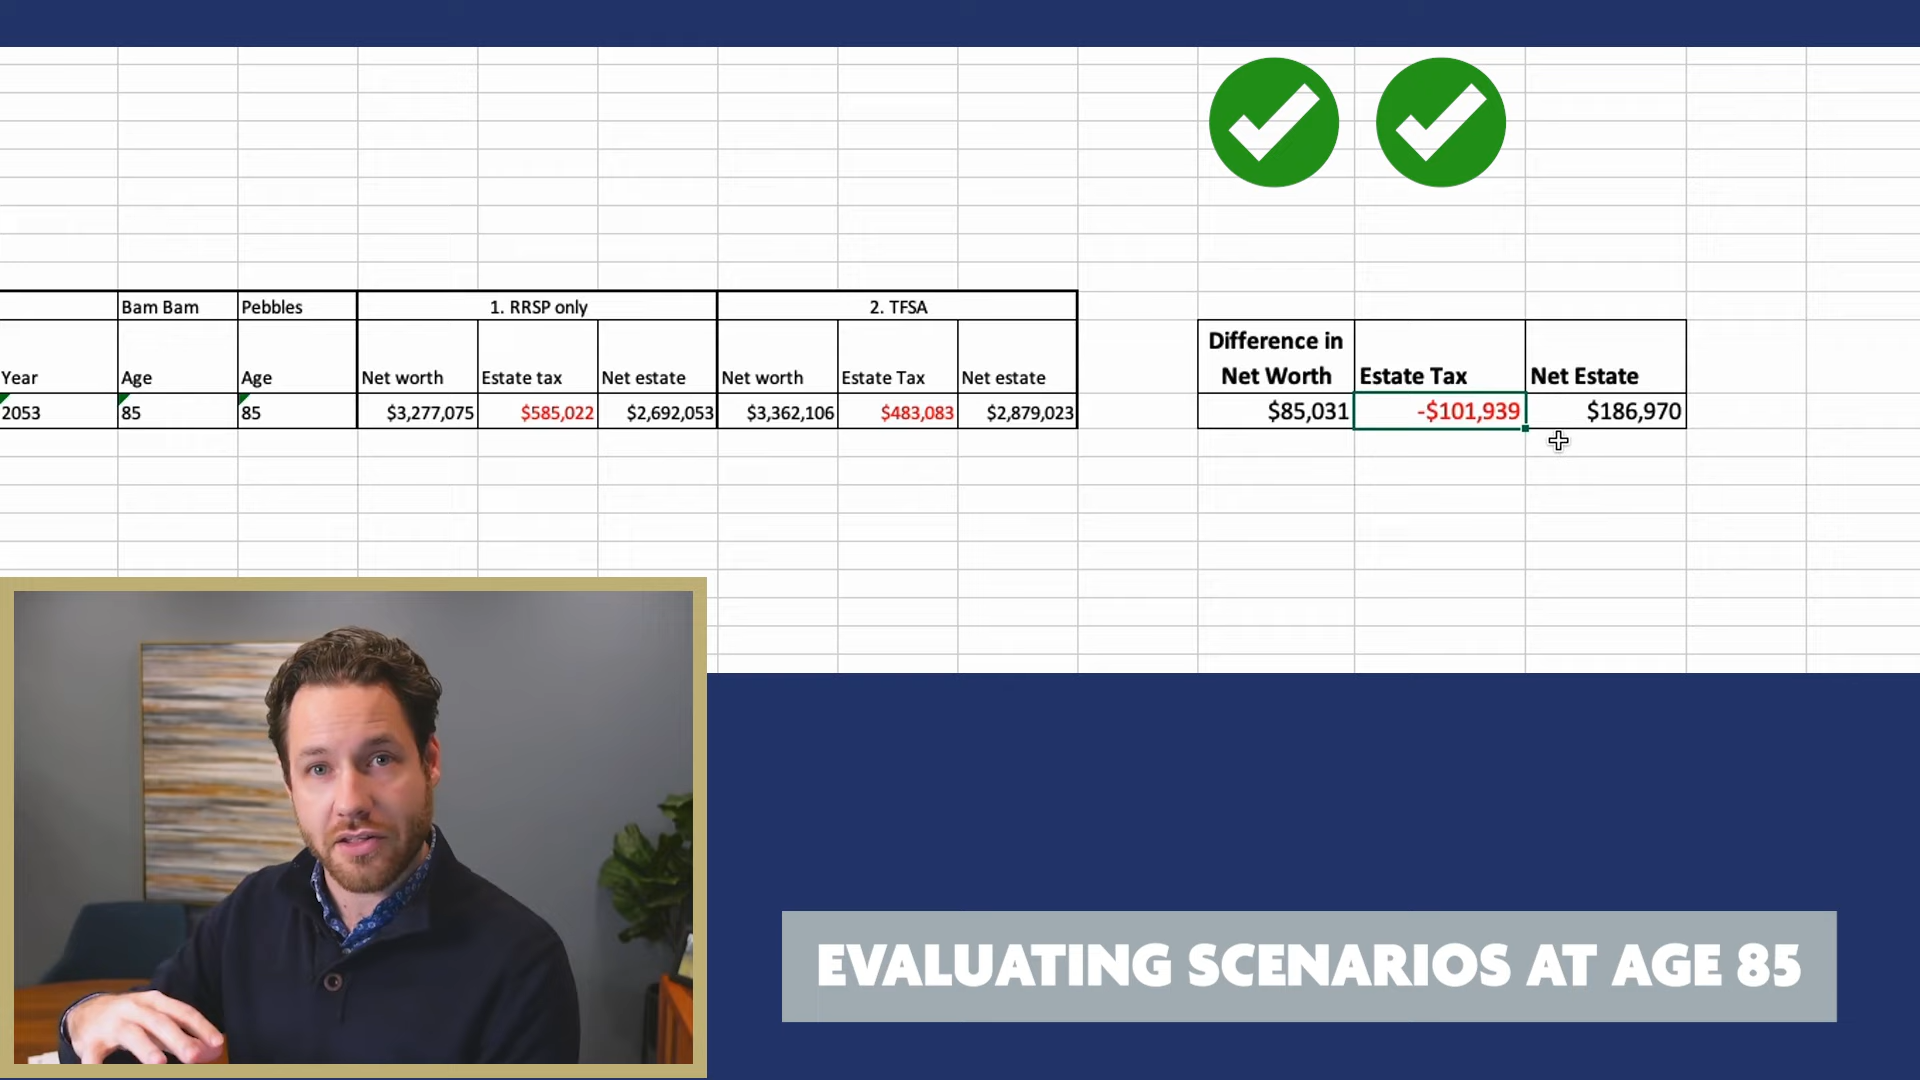 Bam Bam Pebbles 1. RRSP only 2. TFSA
Difference in
Year Age Age Net worth Estate tax Net estate Net worth Estate Tax Net estate Net Worth Estate Tax Net Estate
2053 85 85 $3,277,075 $585,022 $2,692,053 $3,362,106 $483,083 $2,879,023 $85,031 -$101,939 $186,970
EVALUATING SCENARIOS AT AGE 85